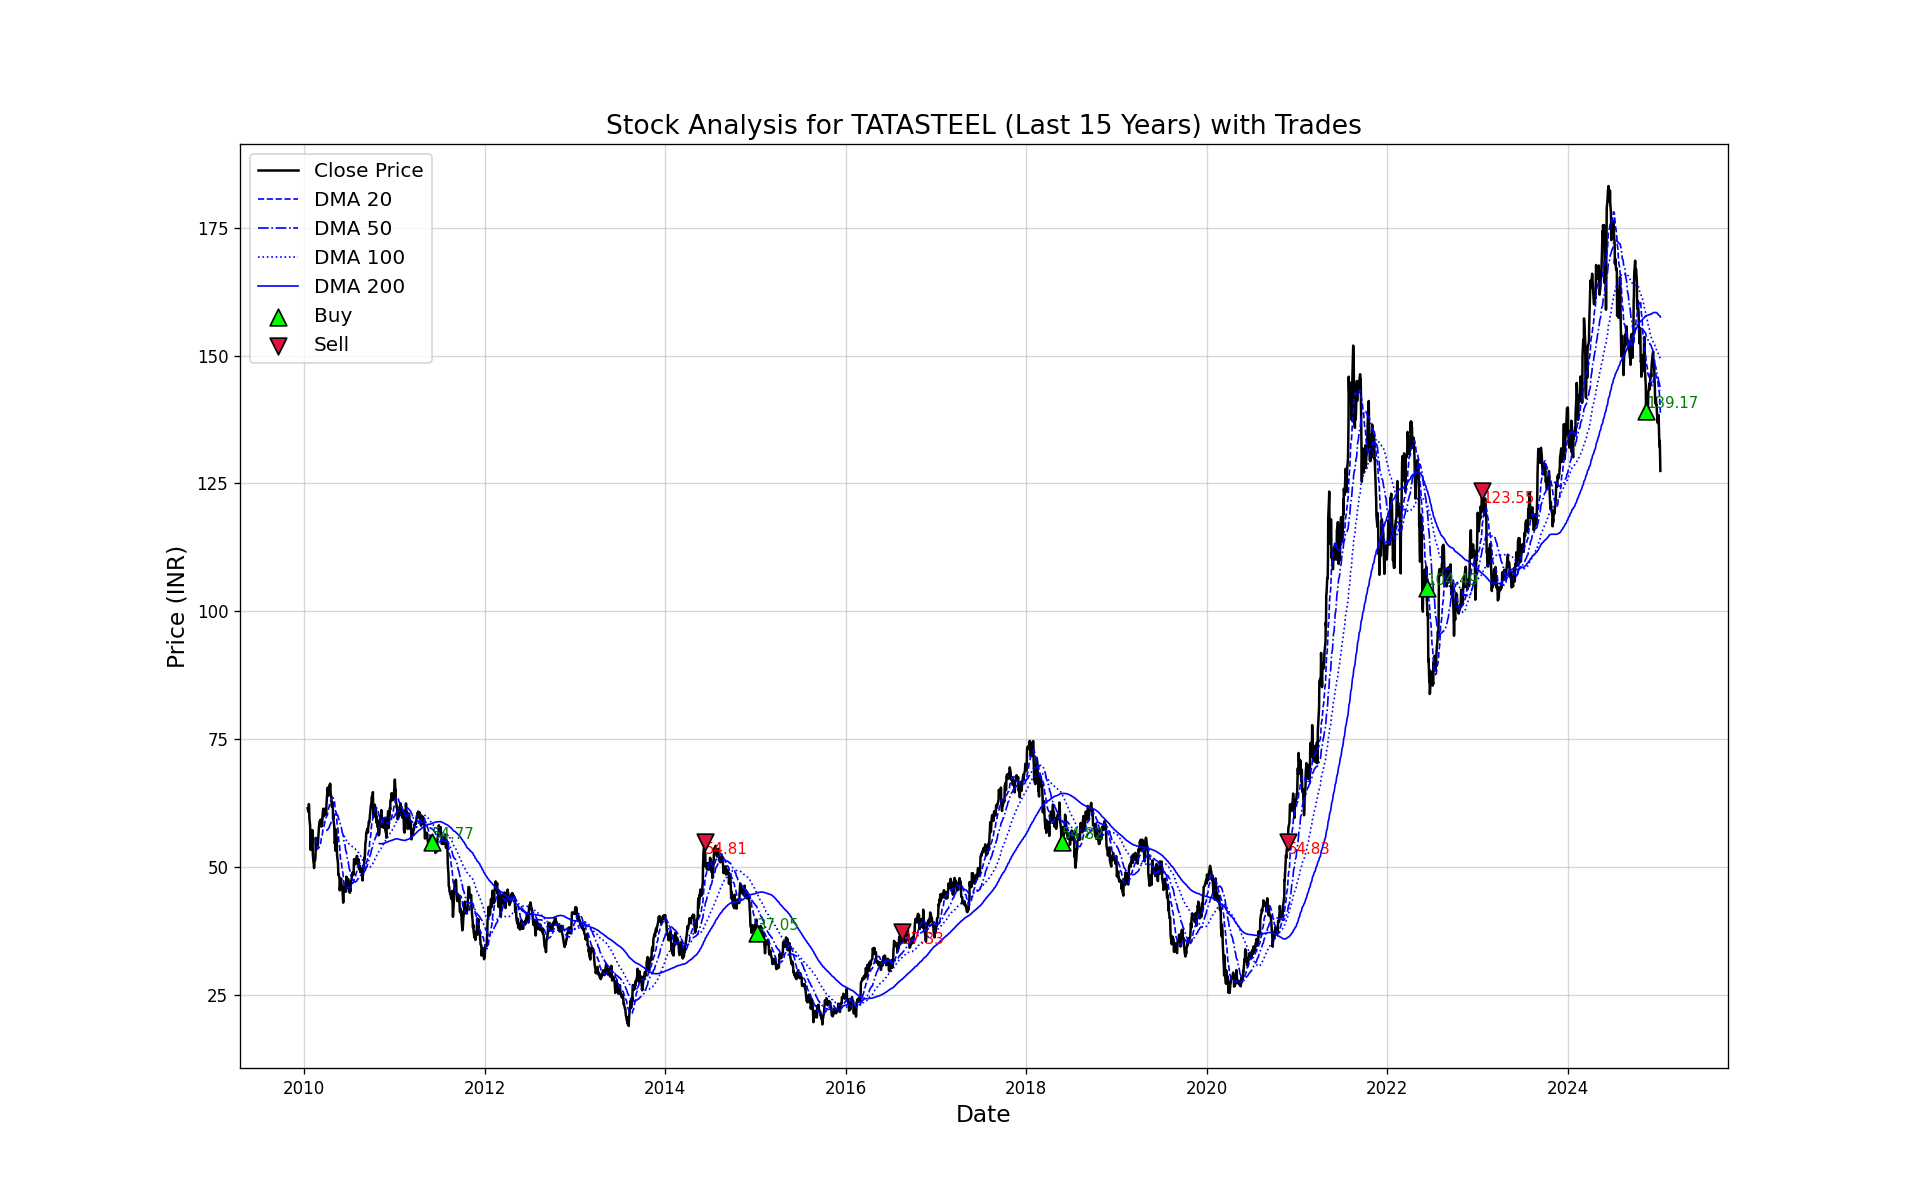 Stock Analysis for TATASTEEL (Last 15 Years) with Trades
Close Price
DMA 20
DMA 50
DMA 100
DMA 200
Buy
Sell
Price (INR)
175
150
125
100
75
50
25
139.17
123.55
54.81
37.05
54.83
2010
2012
2014
2016
2018
2020
2022
2024
Date